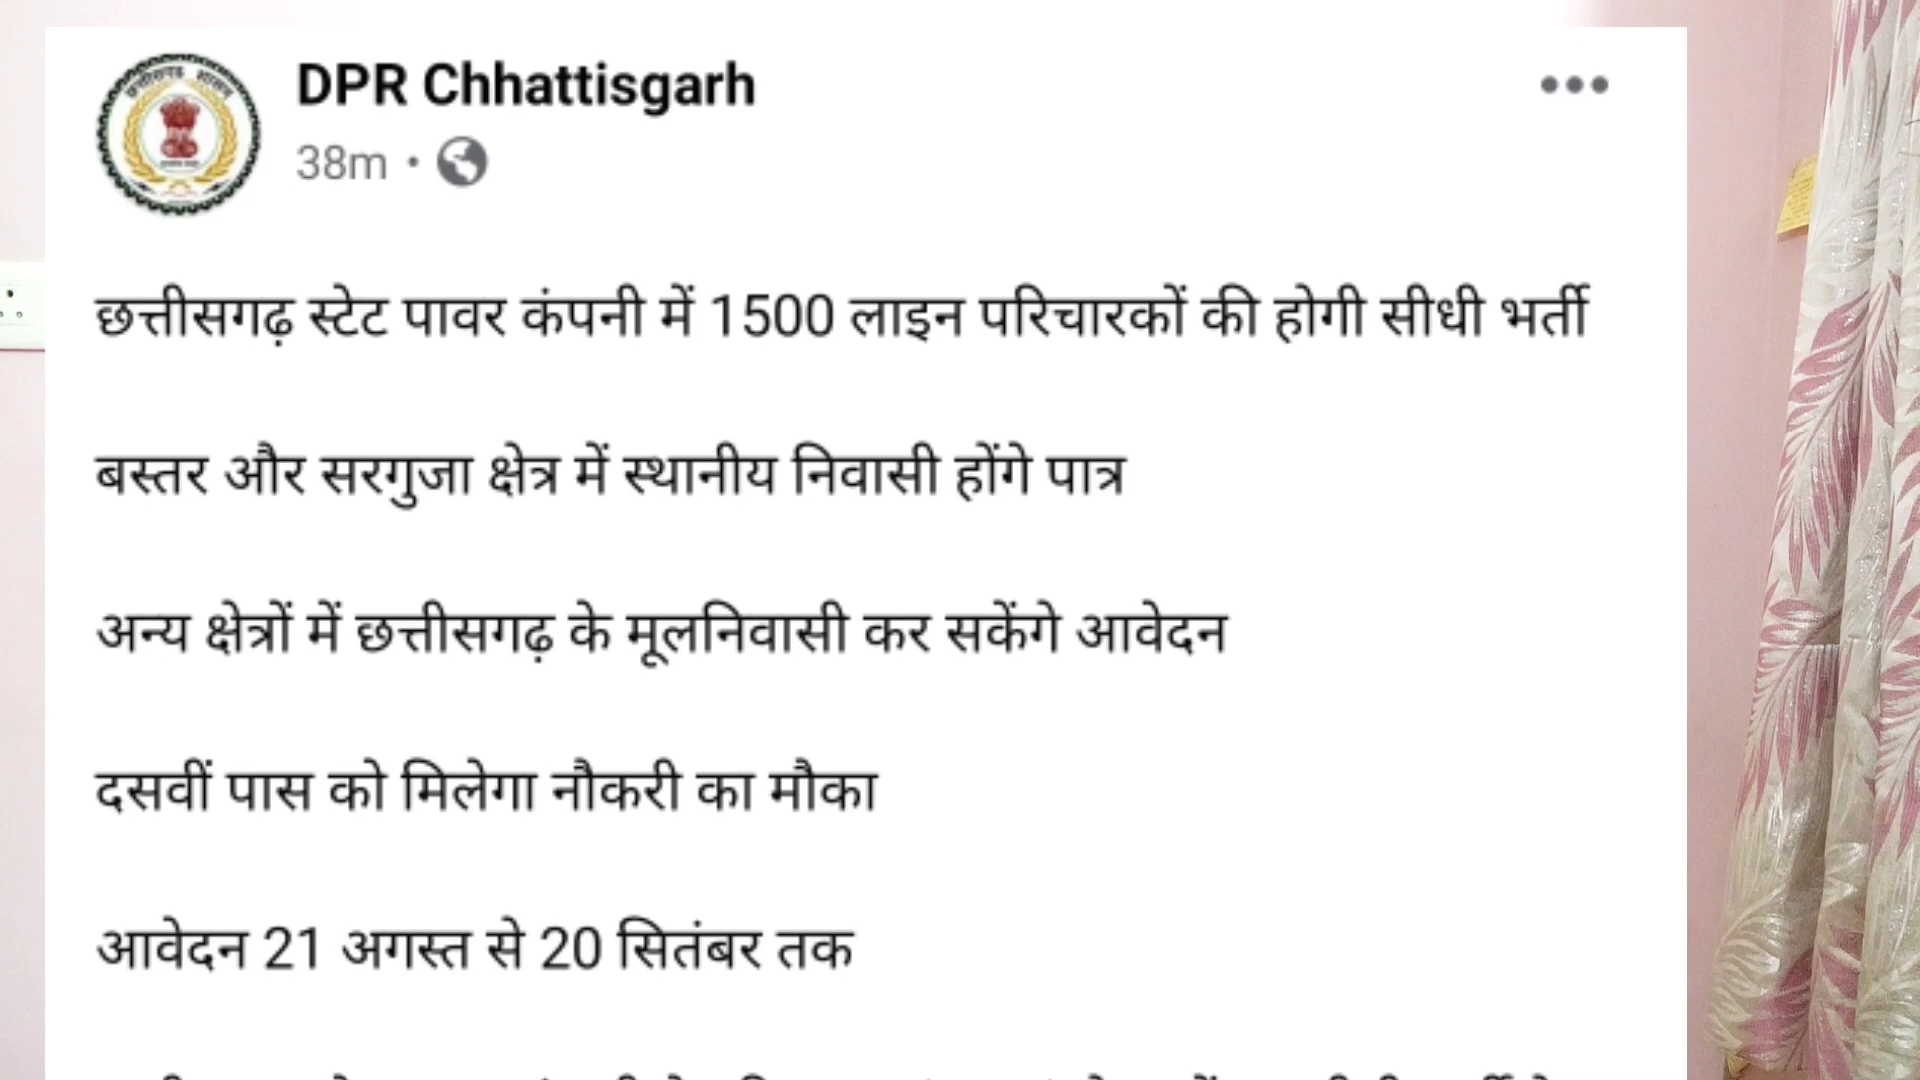 DPR Chhattisgarh
38m
छत्तीसगढ़ स्टेट पावर कंपनी में 1500 लाइन परिचारकों की होगी सीधी भर्ती
बस्तर और सरगुजा क्षेत्र में स्थानीय निवासी होंगे पात्र
अन्य क्षेत्रों में छत्तीसगढ़ के मूलनिवासी कर सकेंगे आवेदन
दसवीं पास को मिलेगा नौकरी का मौका
आवेदन 21 अगस्त से 20 सितंबर तक